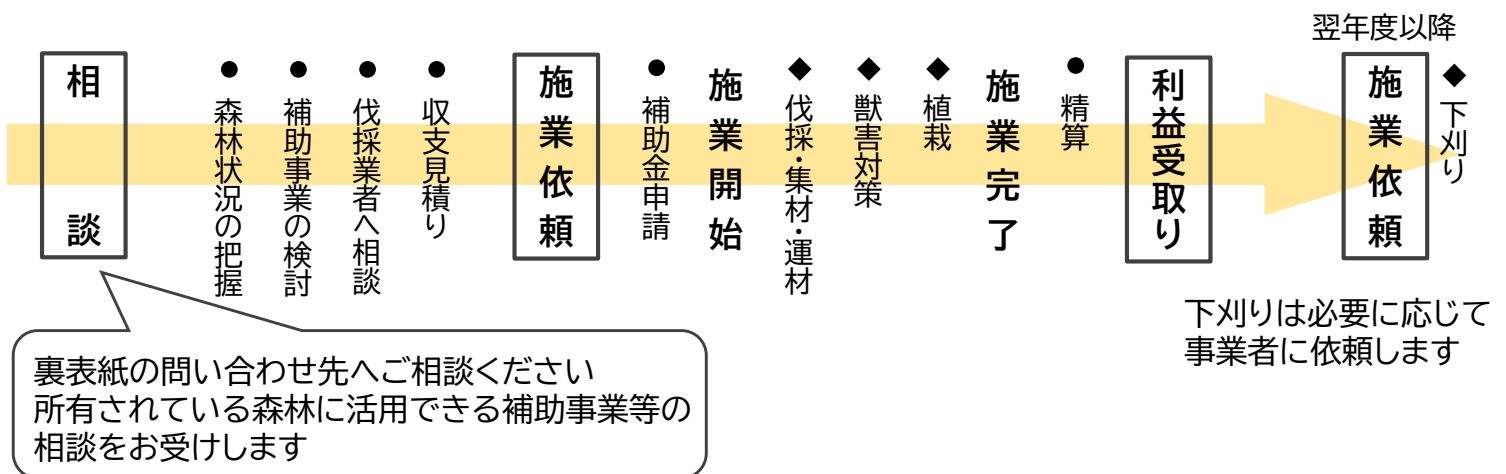 相談
●森林状況の把握
●補助事業の検討
●伐採業者へ相談
●収支見積り
施業依頼
●補助金申請
施業開始
◆伐採・集材・運材
◆獣害対策
◆植栽
施業完了
●精算
利益受取り
翌年度以降
施業依頼
◆下刈り
下刈りは必要に応じて
事業者に依頼します
裏表紙の問い合わせ先へご相談ください
所有されている森林に活用できる補助事業等の
相談をお受けします